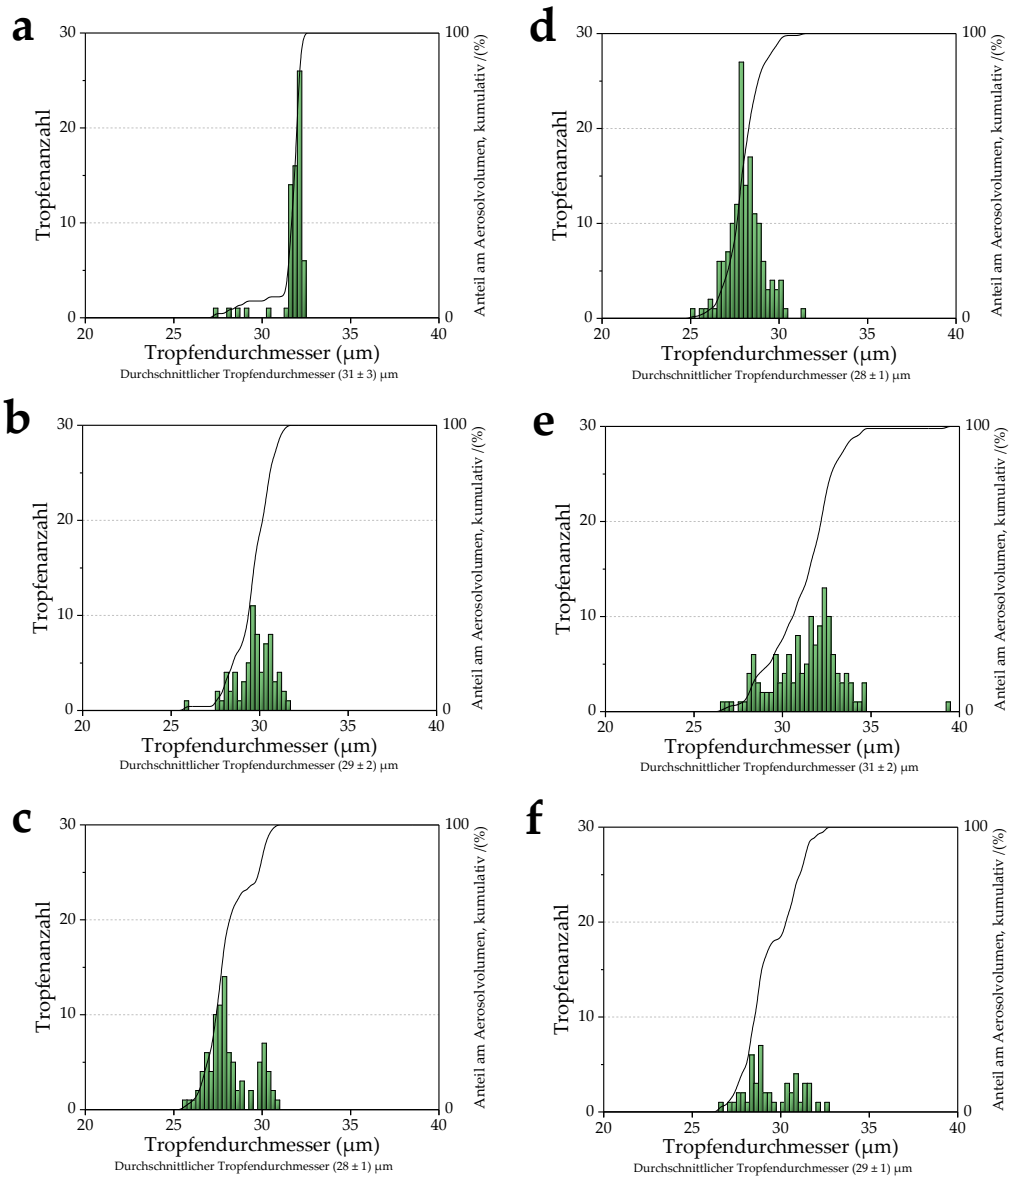 a
30
20
10
0
Tropfenanzahl
100
0
Anteil am Aerosolvolumen, kumulativ /(%)
20 25 30 35 40
Tropfendurchmesser (µm)
Durchschnittlicher Tropfendurchmesser (31 ± 3) µm
b
30
20
10
0
Tropfenanzahl
100
0
Anteil am Aerosolvolumen, kumulativ /(%)
20 25 30 35 40
Tropfendurchmesser (µm)
Durchschnittlicher Tropfendurchmesser (29 ± 2) µm
c
30
20
10
0
Tropfenanzahl
100
0
Anteil am Aerosolvolumen, kumulativ /(%)
20 25 30 35 40
Tropfendurchmesser (µm)
Durchschnittlicher Tropfendurchmesser (28 ± 1) µm
d
30
20
10
0
Tropfenanzahl
100
0
Anteil am Aerosolvolumen, kumulativ /(%)
20 25 30 35 40
Tropfendurchmesser (µm)
Durchschnittlicher Tropfendurchmesser (28 ± 1) µm
e
30
20
10
0
Tropfenanzahl
100
0
Anteil am Aerosolvolumen, kumulativ /(%)
20 25 30 35 40
Tropfendurchmesser (µm)
Durchschnittlicher Tropfendurchmesser (31 ± 2) µm
f
30
20
10
0
Tropfenanzahl
100
0
Anteil am Aerosolvolumen, kumulativ /(%)
20 25 30 35 40
Tropfendurchmesser (µm)
Durchschnittlicher Tropfendurchmesser (29 ± 1) µm